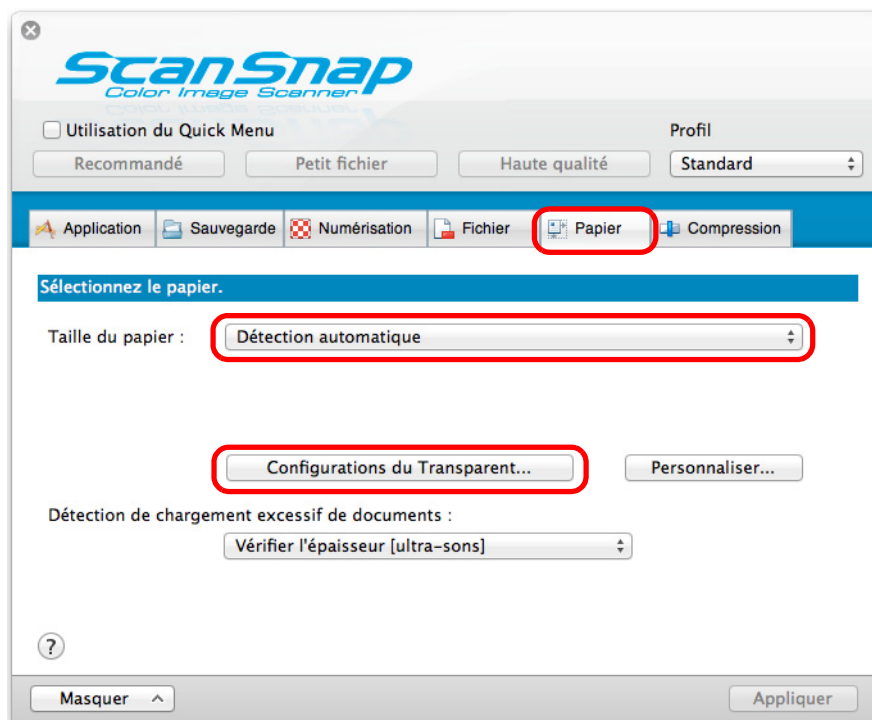 ScanSnap
Color Image Scanner
Utilisation du Quick Menu
Profil
Recommandé Petit fichier Haute qualité Standard
Application Sauvegarde Numérisation Fichier Papier Compression
Sélectionnez le papier.
Taille du papier : Détection automatique
Configurations du Transparent... Personnaliser...
Détection de chargement excessif de documents :
Vérifier l'épaisseur [ultra-sons]
?
Masquer Appliquer